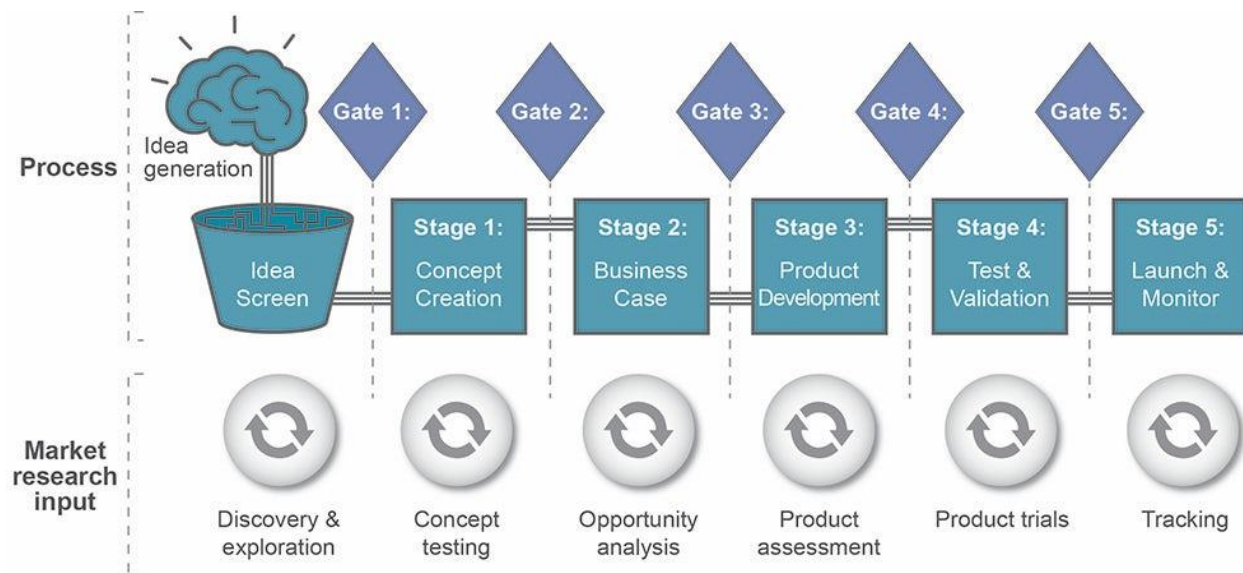 Process
Idea
generation
Gate 1:
Gate 2:
Gate 3:
Gate 4:
Gate 5:
Idea
Screen
Stage 1:
Concept
Creation
Stage 2:
Business
Case
Stage 3:
Product
Development
Stage 4:
Test &
Validation
Stage 5:
Launch &
Monitor
Market
research
input
Discovery &
exploration
Concept
testing
Opportunity
analysis
Product
assessment
Product trials
Tracking